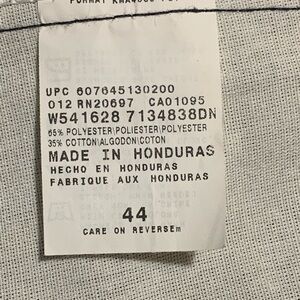 UPC 607645130200
012 RN20697 CA01095
W541628 7134838DN
65% POLYESTER|POLIESTER|POLYESTER
35% COTTON|ALGODON|COTON
MADE IN HONDURAS
HECHO EN HONDURAS
FABRIQUE AUX HONDURAS
44
CARE ON REVERSEm